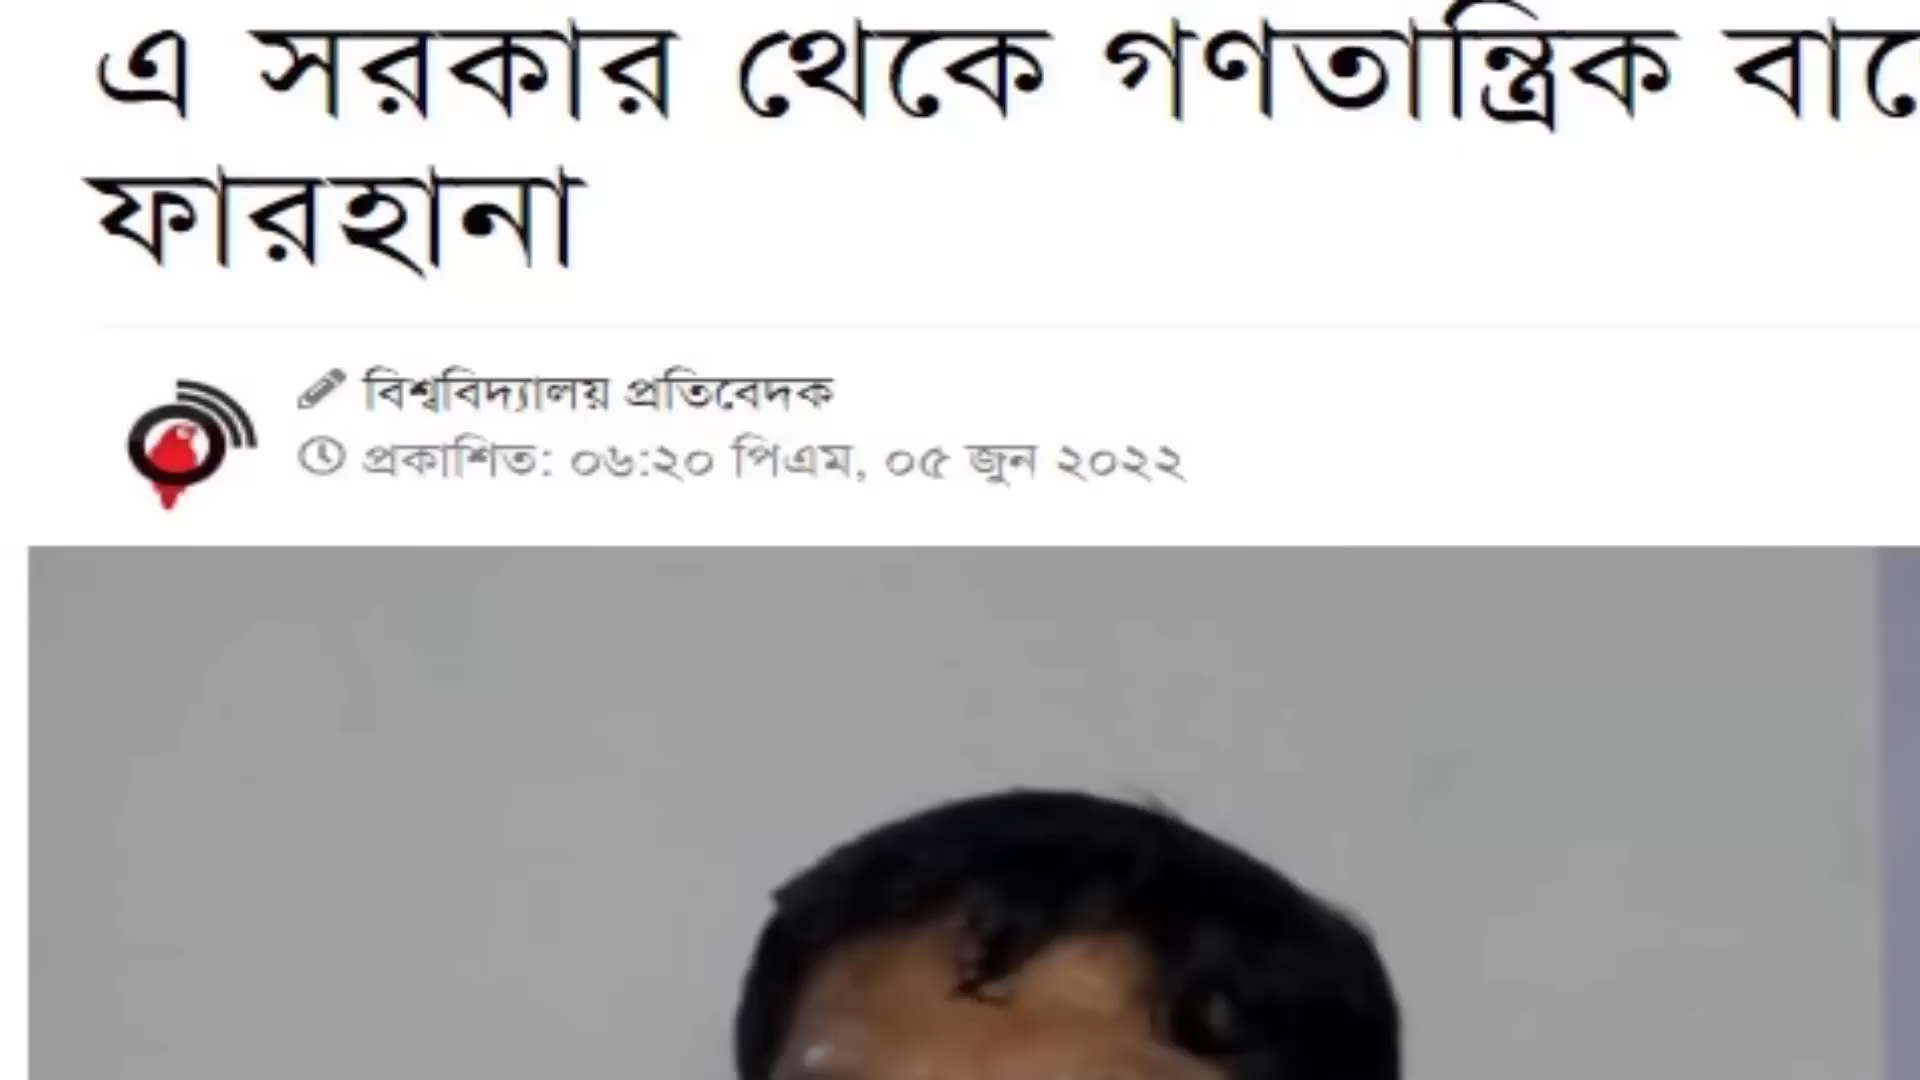 এ সরকার থেকে গণতান্ত্রিক
ফারহানা
বিশ্ববিদ্যালয় প্রতিবেদক
প্রকাশিত: ০৬:২০ পিএম, ০৫ জুন ২০২২